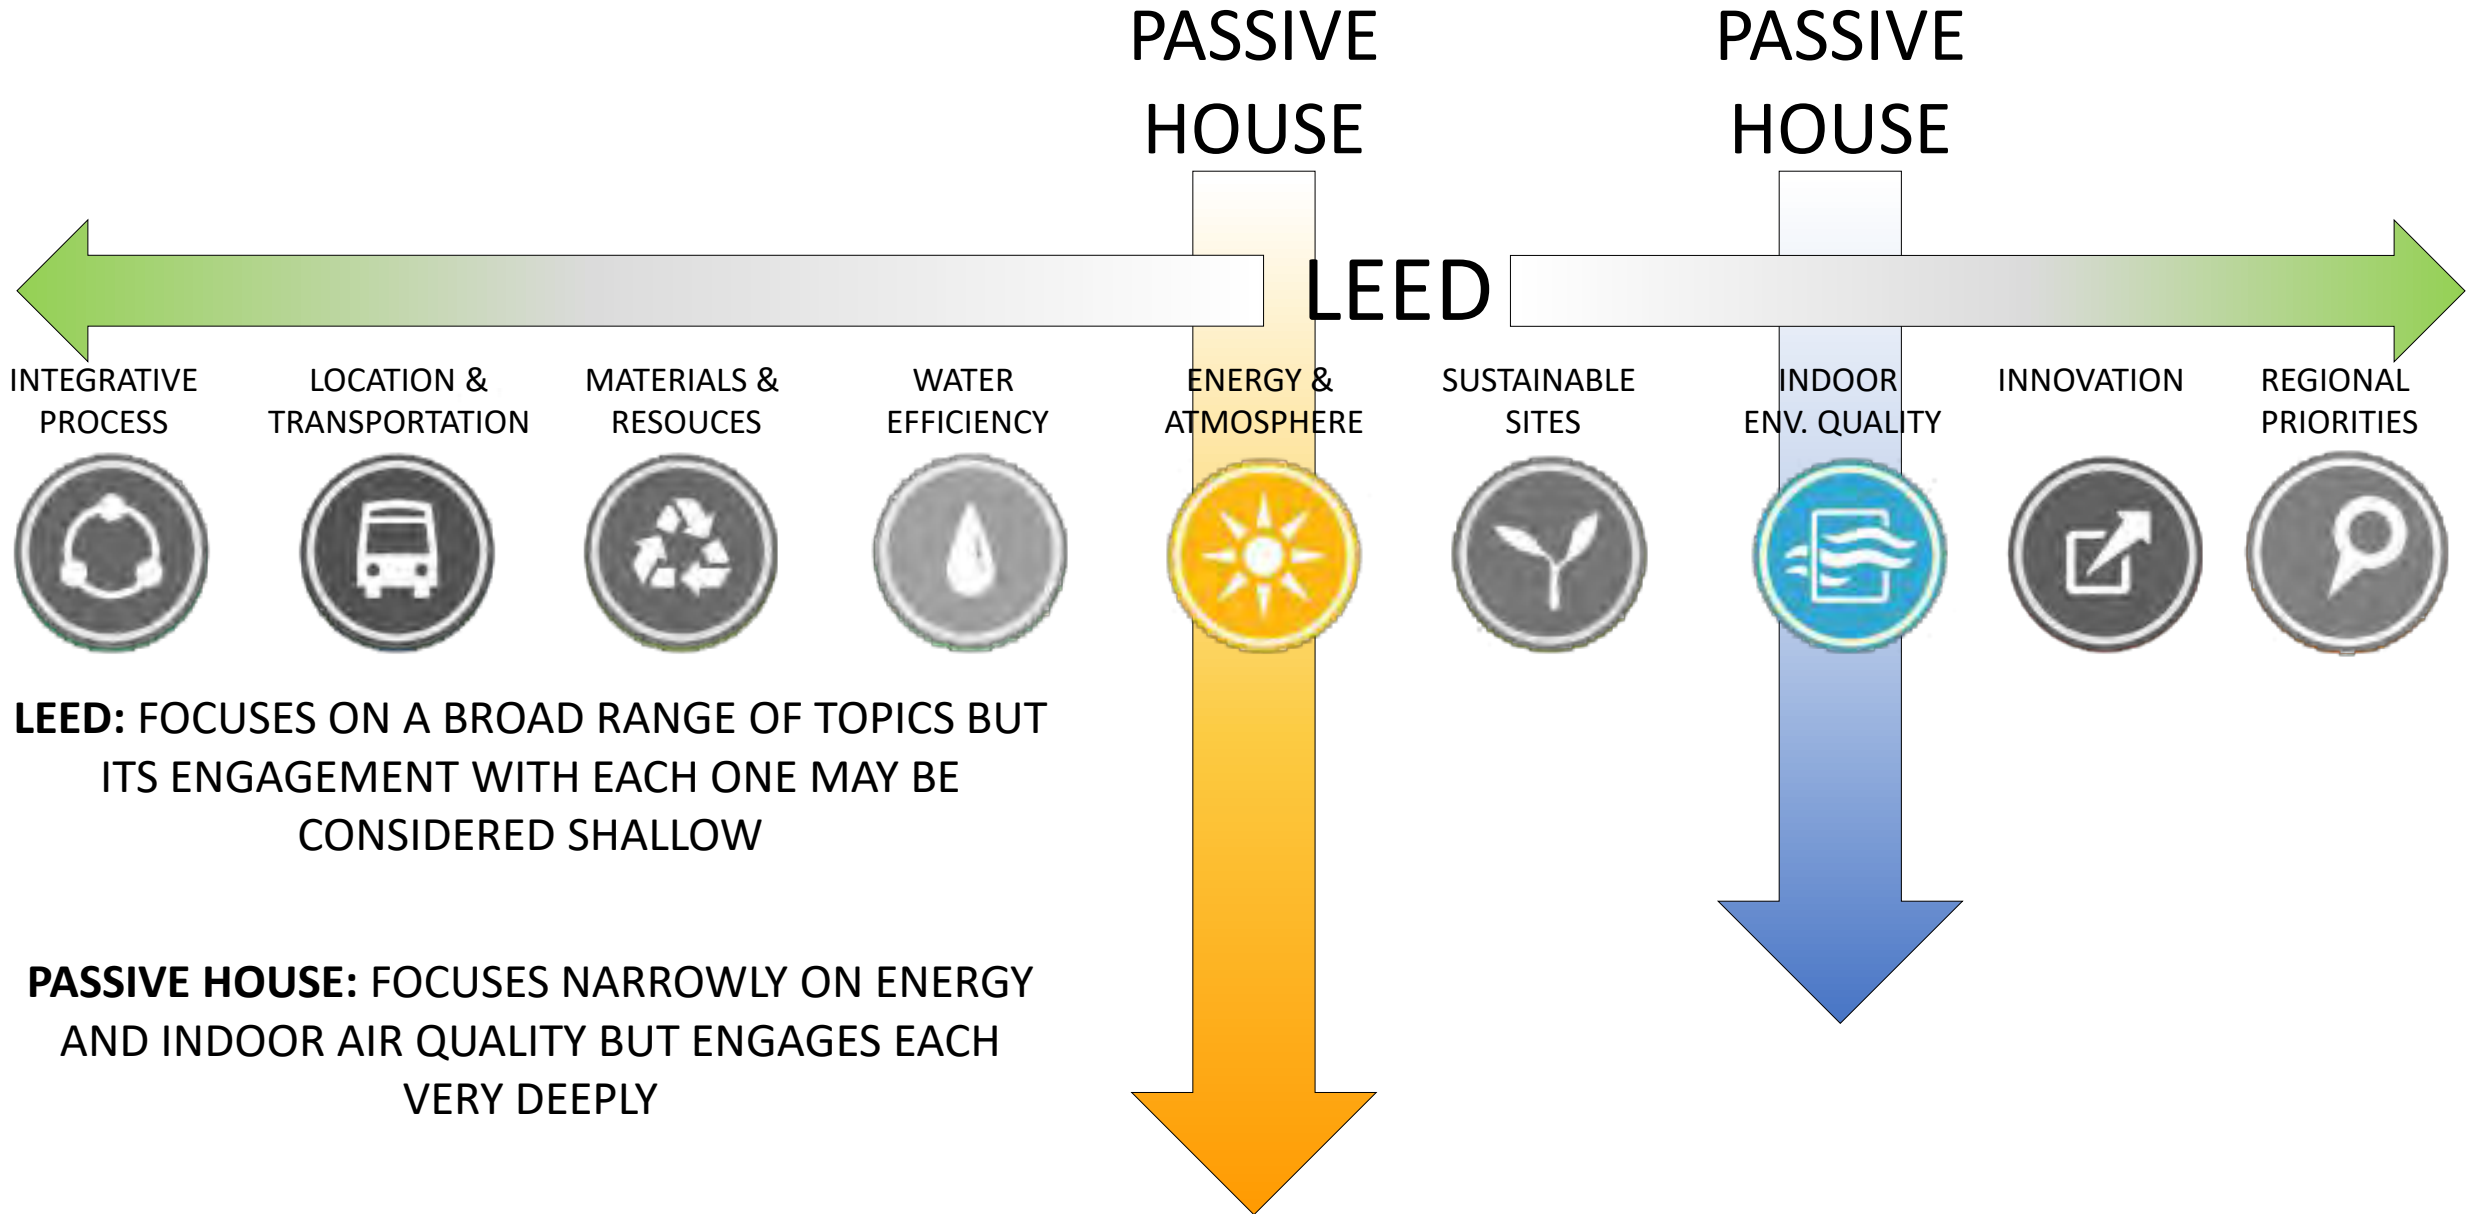 PASSIVE
HOUSE
PASSIVE
HOUSE
LEED
INTEGRATIVE
PROCESS
LOCATION &
TRANSPORTATION
MATERIALS &
RESOUCES
WATER
EFFICIENCY
ENERGY &
ATMOSPHERE
SUSTAINABLE
SITES
INDOOR
ENV. QUALITY
INNOVATION
REGIONAL
PRIORITIES
LEED: FOCUSES ON A BROAD RANGE OF TOPICS BUT
ITS ENGAGEMENT WITH EACH ONE MAY BE
CONSIDERED SHALLOW
PASSIVE HOUSE: FOCUSES NARROWLY ON ENERGY
AND INDOOR AIR QUALITY BUT ENGAGES EACH
VERY DEEPLY